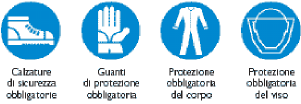 Calzature
di sicurezza
obbligatorie
Guanti
di protezione
obbligatoria
Protezione
obbligatoria
del corpo
Protezione
obbligatoria
del viso